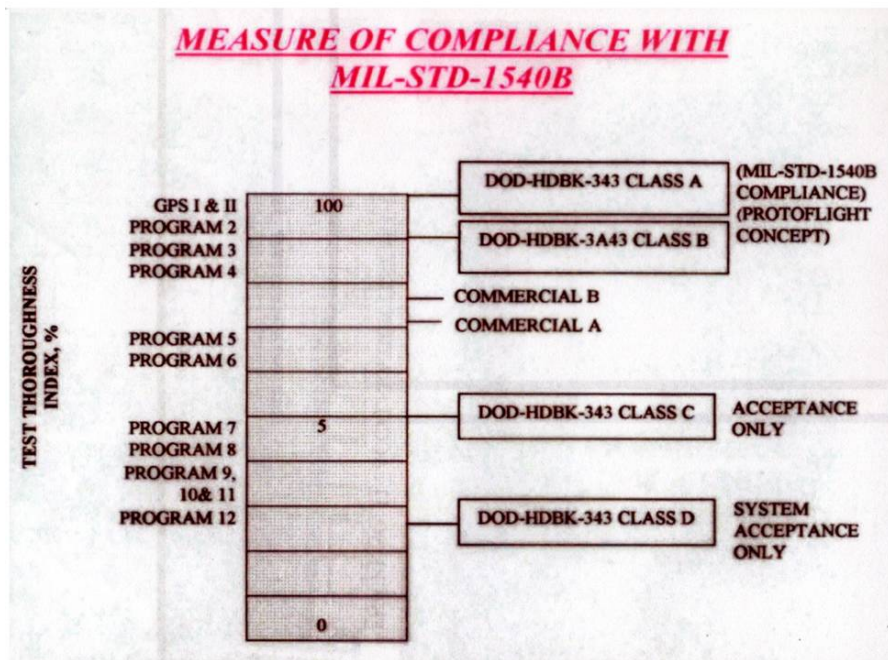 MEASURE OF COMPLIANCE WITH
MIL-STD-1540B
TEST THOROUGHNESS
INDEX, %
GPS I & II
PROGRAM 2
PROGRAM 3
PROGRAM 4
PROGRAM 5
PROGRAM 6
PROGRAM 7
PROGRAM 8
PROGRAM 9,
10& 11
PROGRAM 12
100
5
0
DOD-HDBK-343 CLASS A
(MIL-STD-1540B
COMPLIANCE)
(PROTOFLIGHT
CONCEPT)
DOD-HDBK-3A43 CLASS B
COMMERCIAL B
COMMERCIAL A
DOD-HDBK-343 CLASS C
ACCEPTANCE
ONLY
DOD-HDBK-343 CLASS D
SYSTEM
ACCEPTANCE
ONLY